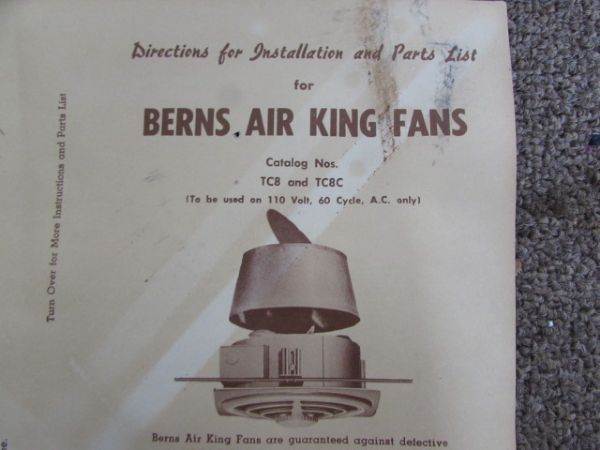 Directions for Installation and Parts List
for
BERNS AIR KING FANS
Catalog Nos.
TC8 and TC8C
(To be used on 110 Volt, 60 Cycle, A.C. only)
Berns Air King Fans are guaranteed against defective
Turn Over for More Instructions and Parts List